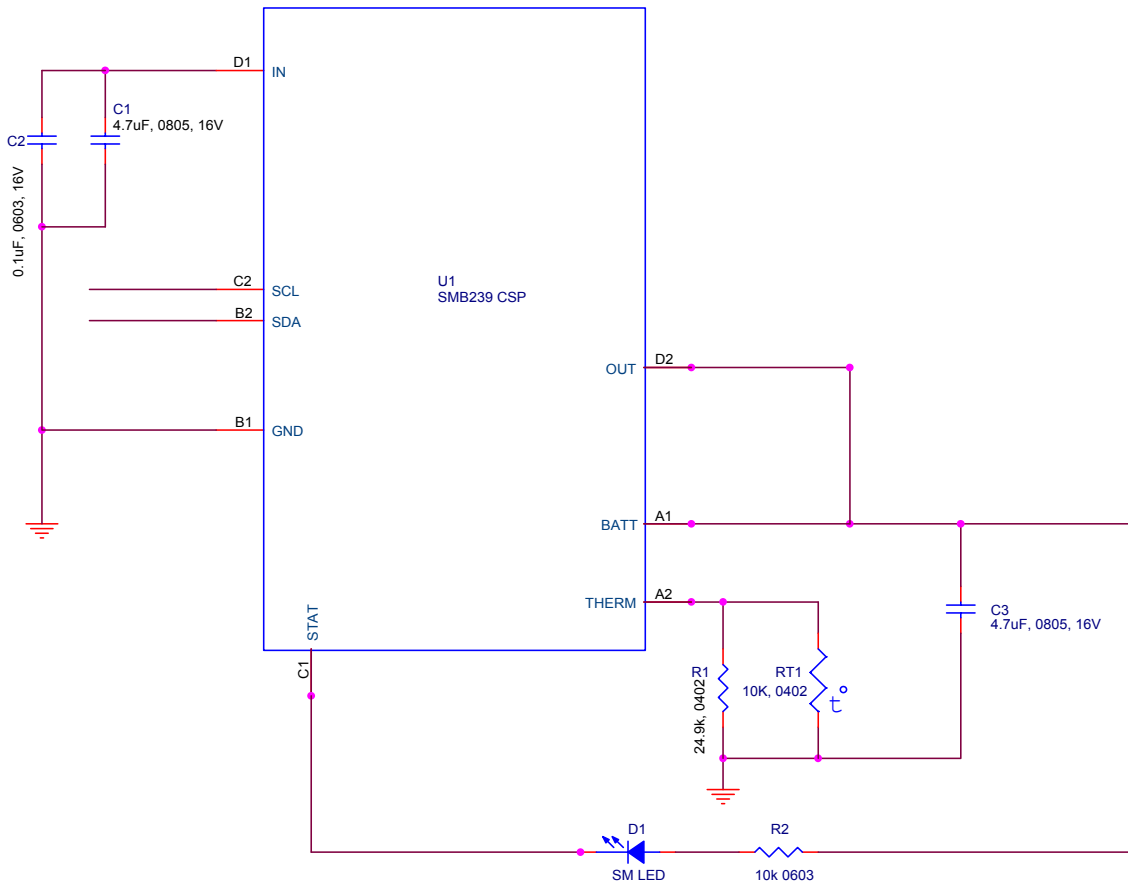 D1
IN
C1
4.7uF, 0805, 16V
C2
0.1uF, 0603, 16V
C2
SCL
B2
SDA
U1
SMB239 CSP
D2
OUT
B1
GND
A1
BATT
A2
THERM
C3
4.7uF, 0805, 16V
STAT
C1
R1
24.9k, 0402
RT1
10K, 0402
t°
D1
SM LED
R2
10k 0603